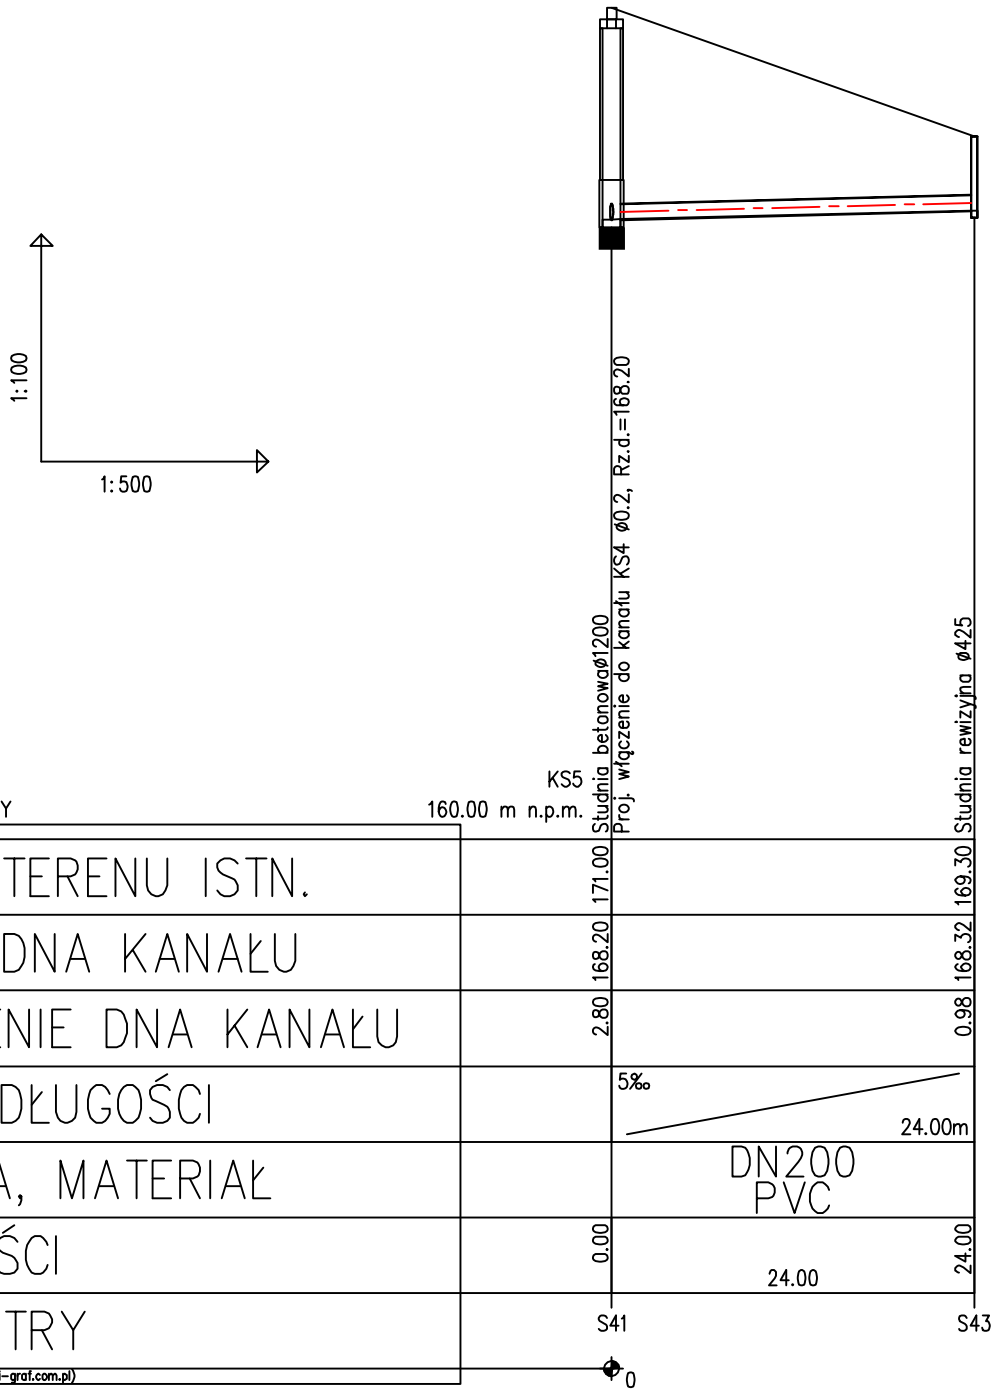 1:100
1:500
Studnia betonowaø1200
Proj. włączenie do kanału KS4 ø0.2, Rz.d.=168.20
Studnia rewizyjna ø425
KS5
Y
160.00 m n.p.m.
TERENU ISTN.
171.00
169.30
DNA KANAŁU
168.20
168.32
ENIE DNA KANAŁU
2.80
0.98
DŁUGOŚCI
5‰
24.00m
A, MATERIAŁ
DN200
PVC
ŚCI
0.00
24.00
24.00
TRY
S41
S43
i-graf.com.pl)
0